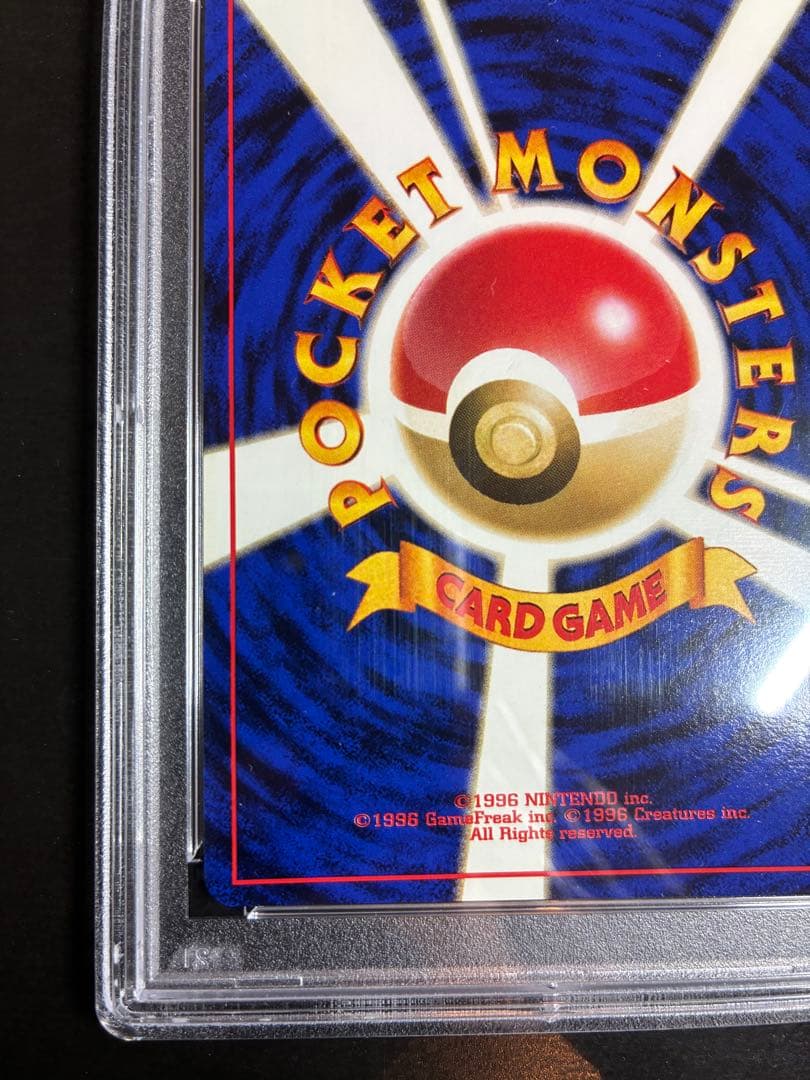 POCKET MONSTERS
CARD GAME
©1996 NINTENDO inc.
©1996 GameFreak inc. ©1996 Creatures inc.
All Rights reserved.